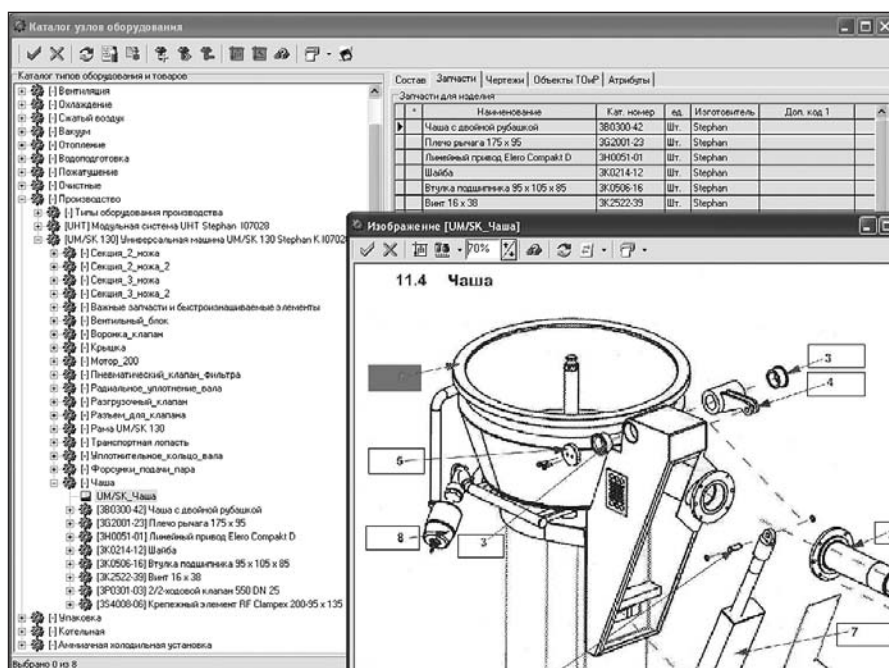 Каталог узлов оборудования
Каталог типов оборудования и товаров
[-] Вентиляция
[-] Охлаждение
[-] Сжатый воздух
[-] Вакуум
[-] Отопление
[-] Водоподготовка
[-] Пожатушение
[-] Очистные
[-] Производство
[-] Типы оборудования производства
[UHT] Модульная система UHT Stephan I07028
[UM/SK 130] Универсальная машина UM/SK 130 Stephan K I07028
[-] Секция_2_ножа
[-] Секция_2_ножа_2
[-] Секция_3_ножа
[-] Секция_3_ножа_2
[-] Важные запчасти и быстроизнашиваемые элементы
[-] Вентильный_блок
[-] Воронка_клапан
[-] Крышка
[-] Мотор_200
[-] Пневматический_клапан_фильтра
[-] Радиальное_уплотнение_вала
[-] Разгрузочный_клапан
[-] Разъем_для_клапана
[-] Рама UM/SK 130
[-] Транспортная лопасть
[-] Уплотнительное_кольцо_вала
[-] Форсунки_подачи_пара
[-] Чаша
UM/SK_Чаша
[3B0300-42] Чаша с двойной рубашкой
[3G2001-23] Плечо рычага 175 x 95
[3H0051-01] Линейный привод Elero Compakt D
[3K0214-12] Шайба
[3K0506-16] Втулка подшипника 95 x 105 x 85
[3K2522-39] Винт 16 x 38
[3P0301-03] 2/2-ходовой клапан 550 DN 25
[3S4008-06] Крепежный элемент RF Clampex 200-95 x 135
[-] Упаковка
[-] Котельная
[-] Аммиачная холодильная установка
Выбрано 0 из 8
Состав Запчасти Чертежи Объекты ТОиР Атрибуты
Запчасти для изделия
* Наименование Кат. номер ед. Изготовитель Доп. код 1
Чаша с двойной рубашкой 3B0300-42 Шт. Stephan
Плечо рычага 175 x 95 3G2001-23 Шт. Stephan
Линейный привод Elero Compakt D 3H0051-01 Шт. Stephan
Шайба 3K0214-12 Шт. Stephan
Втулка подшипника 95 x 105 x 85 3K0506-16 Шт. Stephan
Винт 16 x 38 3K2522-39 Шт. Stephan
Изображение [UM/SK_Чаша]
70%
11.4 Чаша
3
4
5
8
3
7